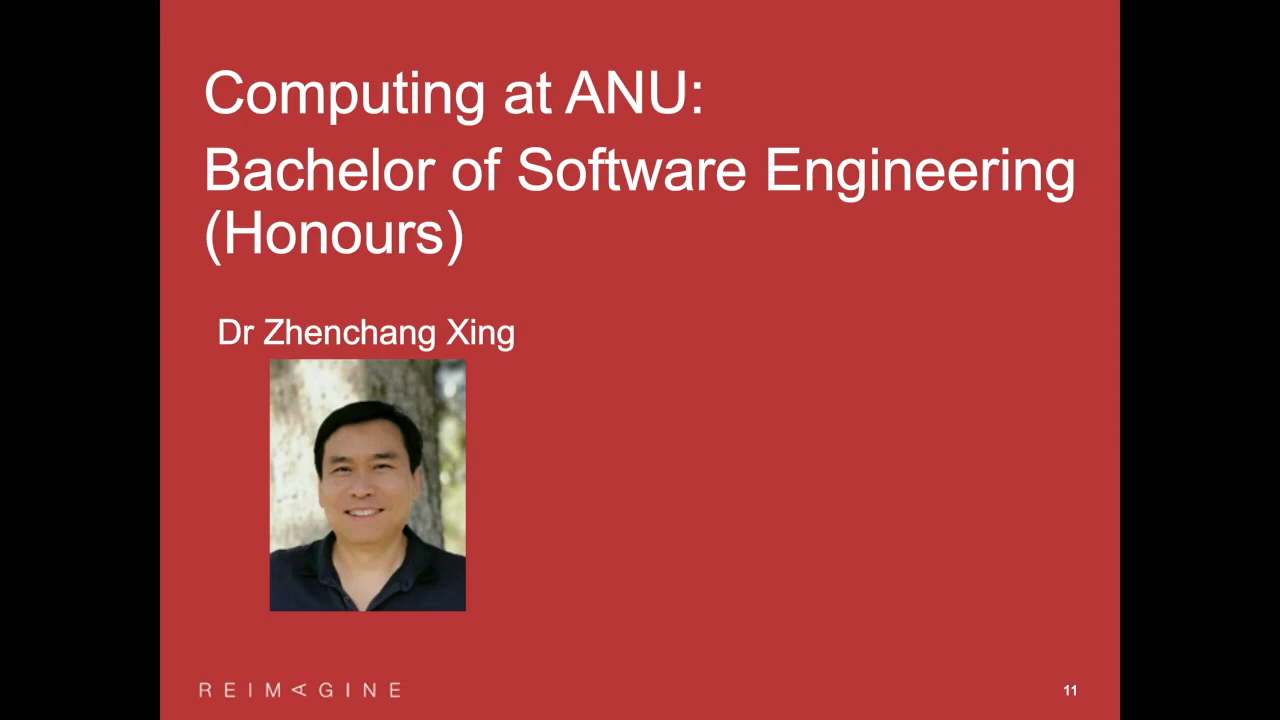 Computing at ANU:
Bachelor of Software Engineering
(Honours)
Dr Zhenchang Xing
REIMAGINE
11